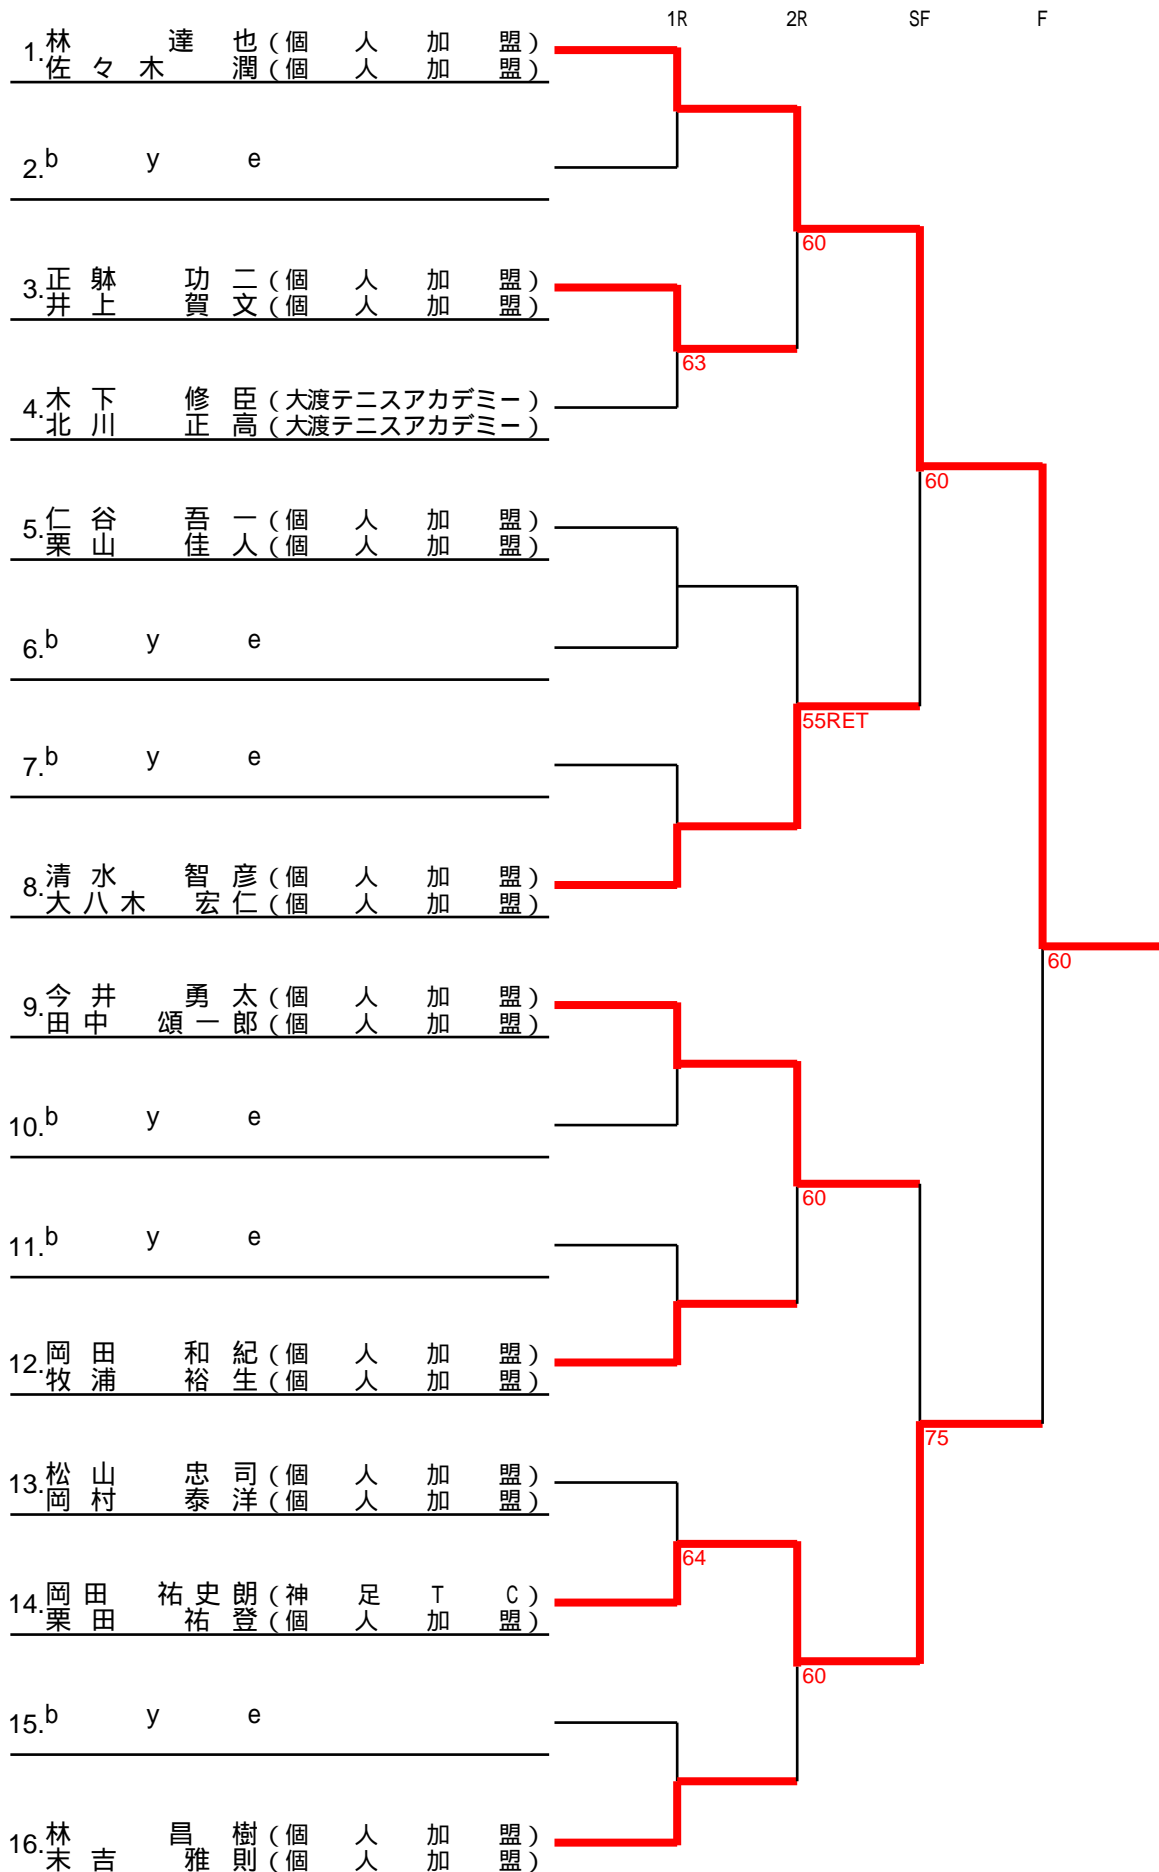 1R 2R SF F
1. 林 達 也 (個 人 加 盟)
佐 々 木 潤 (個 人 加 盟)
2. b y e
60
3. 正 躰 功 二 (個 人 加 盟)
井 上 賀 文 (個 人 加 盟)
63
4. 木 下 修 臣 (大渡テニスアカデミー)
北 川 正 高 (大渡テニスアカデミー)
60
5. 仁 谷 吾 一 (個 人 加 盟)
栗 山 佳 人 (個 人 加 盟)
6. b y e
55RET
7. b y e
8. 清 水 智 彦 (個 人 加 盟)
大 八 木 宏 仁 (個 人 加 盟)
60
9. 今 井 勇 太 (個 人 加 盟)
田 中 頌 一 郎 (個 人 加 盟)
10. b y e
60
11. b y e
12. 岡 田 和 紀 (個 人 加 盟)
牧 浦 裕 生 (個 人 加 盟)
75
13. 松 山 忠 司 (個 人 加 盟)
岡 村 泰 洋 (個 人 加 盟)
64
14. 岡 田 祐 史 朗 (神 足 T C)
栗 田 祐 登 (個 人 加 盟)
60
15. b y e
16. 林 昌 樹 (個 人 加 盟)
末 吉 雅 則 (個 人 加 盟)